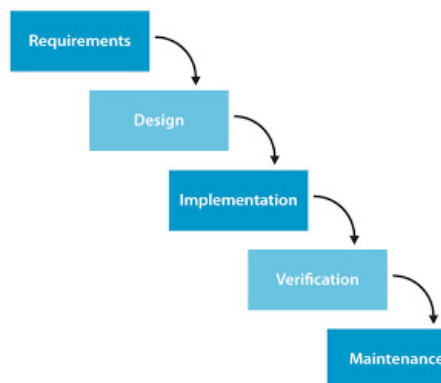 Requirements
Design
Implementation
Verification
Maintenance